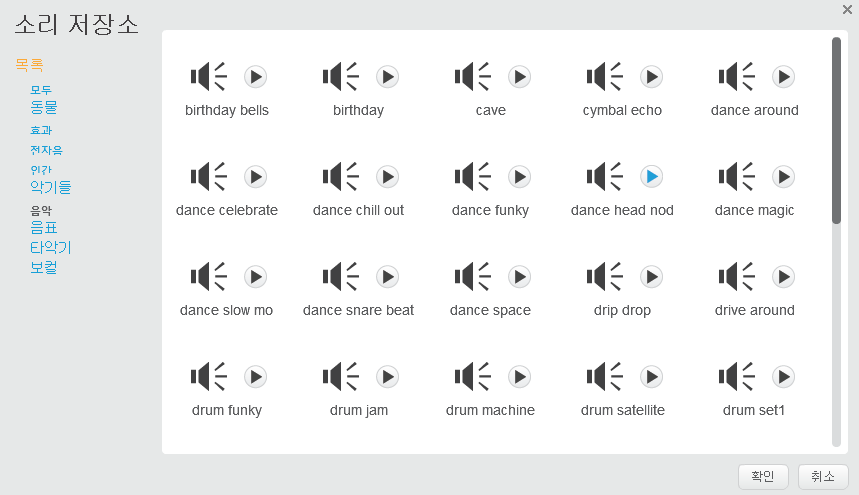 소리 저장소
목록
모두
동물
효과
전자음
인간
악기들
음악
음표
타악기
보컬
birthday bells birthday cave cymbal echo dance around
dance celebrate dance chill out dance funky dance head nod dance magic
dance slow mo dance snare beat dance space drip drop drive around
drum funky drum jam drum machine drum satellite drum set1
확인 취소